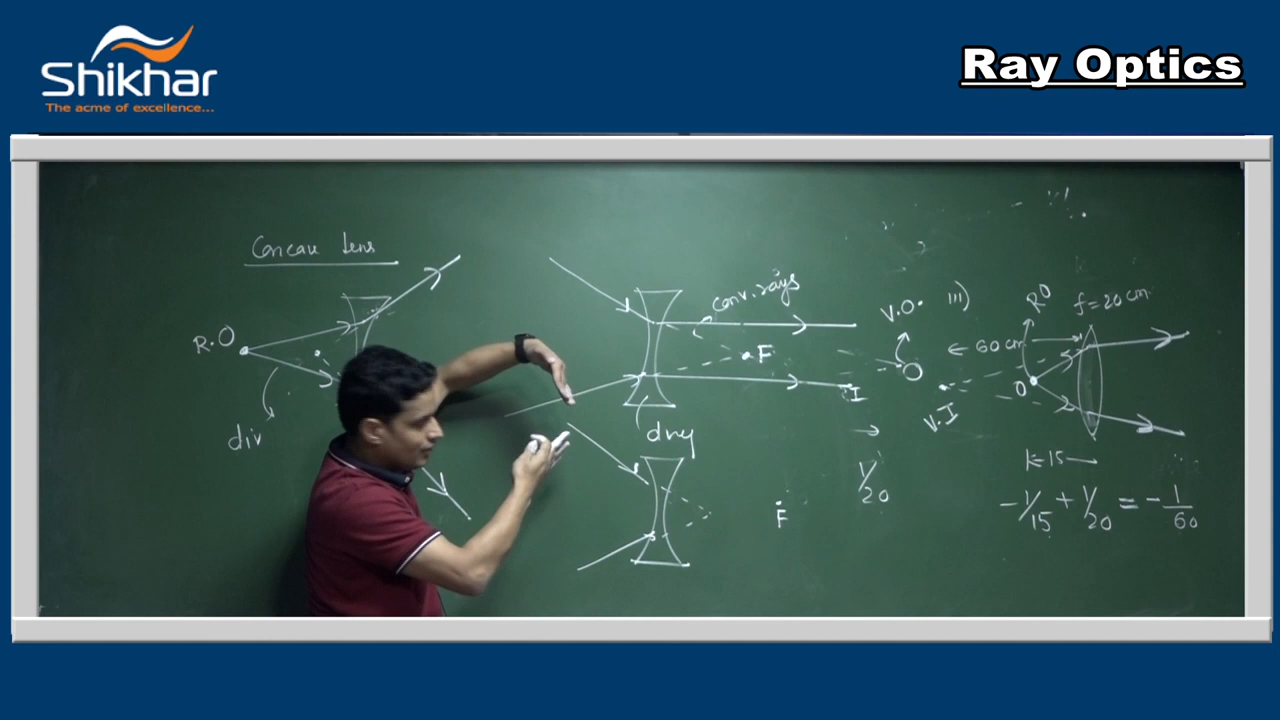 Shikhar
The acme of excellence...
Ray Optics
Concave lens
R.O
div
conv. rays
F
I
F
V.O.
O
III)
RO
f=20 cm
← 60 cm →
O
V.I
← 15 →
1/20
-1/15 + 1/20 = -1/60